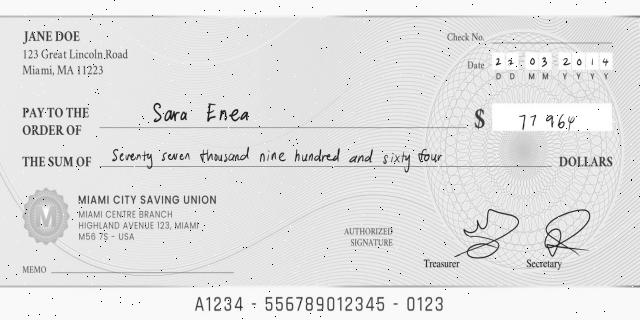 JANE DOE
123 Great Lincoln Road
Miami, MA 11223
Check No.
Date 22 03 2014
D D M M Y Y Y Y
PAY TO THE
ORDER OF Sara Enea $ 77 964
THE SUM OF Seventy seven thousand nine hundred and sixty four DOLLARS
M
MIAMI CITY SAVING UNION
MIAMI CENTRE BRANCH
HIGHLAND AVENUE 123, MIAMI
M56 7S - USA
AUTHORIZED
SIGNATURE
Treasurer Secretary
MEMO
A1234 - 556789012345 - 0123